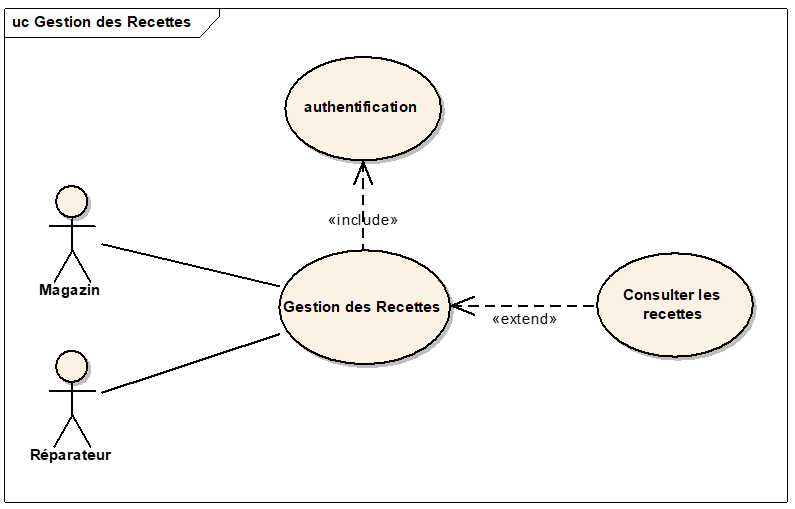 uc Gestion des Recettes
authentification
«include»
Magazin
Gestion des Recettes
Consulter les
recettes
«extend»
Réparateur